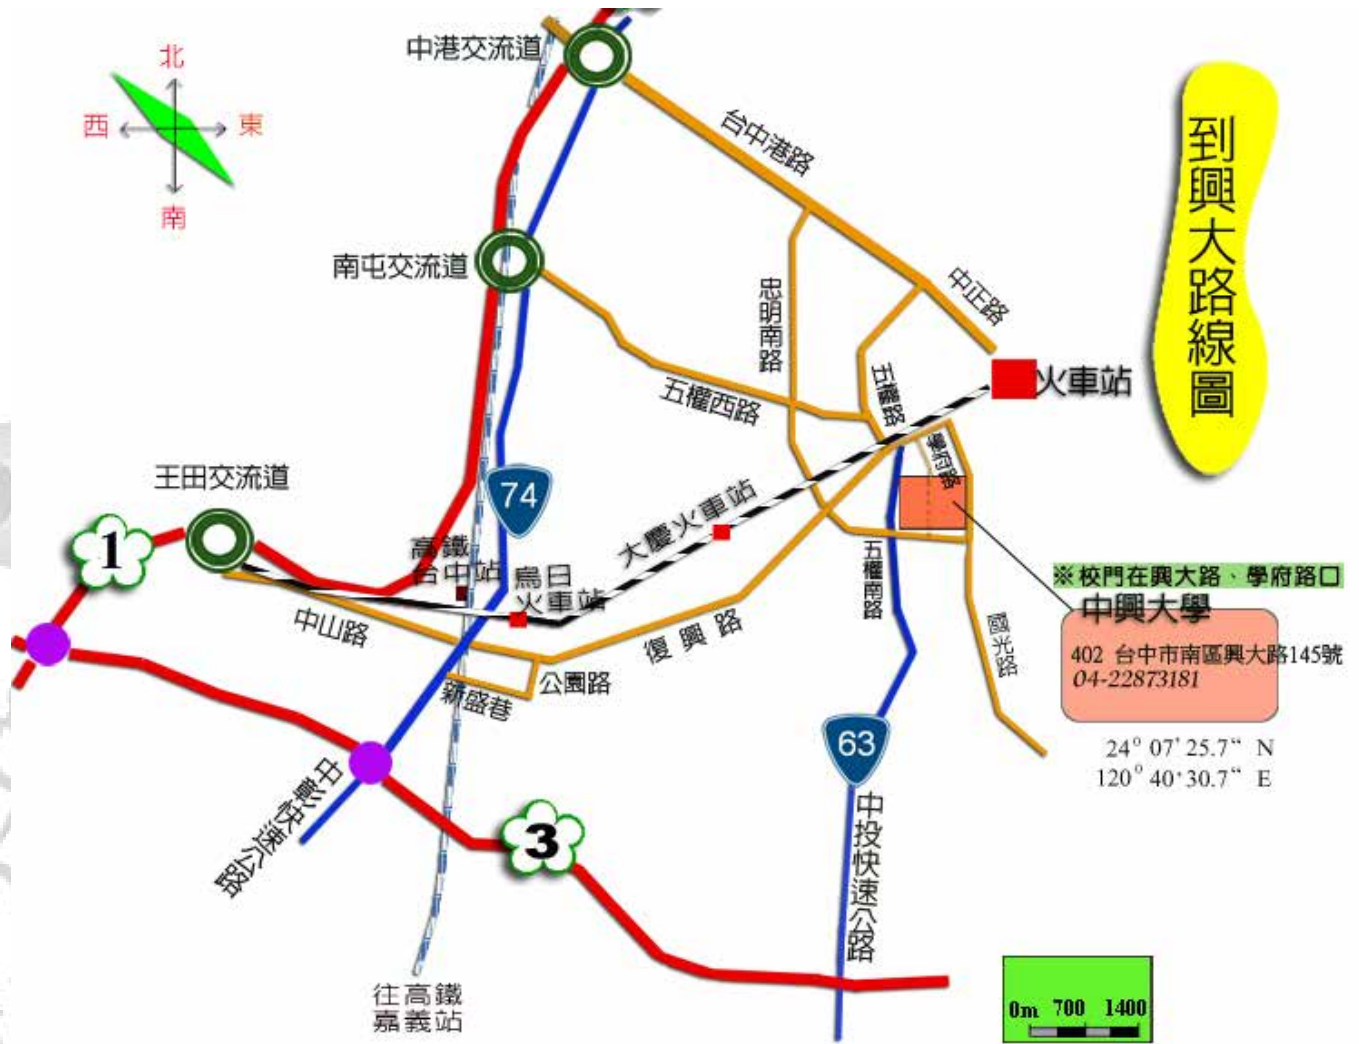 中港交流道
北
西
東
南
台中港路
到興大路線圖
南屯交流道
忠明南路
中正路
五權西路
五權路
火車站
學府路
王田交流道
74
1
大慶火車站
高鐵
台中站
烏日
火車站
五權南路
※校門在興大路、學府路口
中興大學
402 台中市南區興大路145號
04-22873181
中山路
復興路
國光路
公園路
新盛巷
63
24° 07' 25.7“ N
120° 40' 30.7“ E
中彰快速公路
3
中投快速公路
往高鐵
嘉義站
0m 700 1400